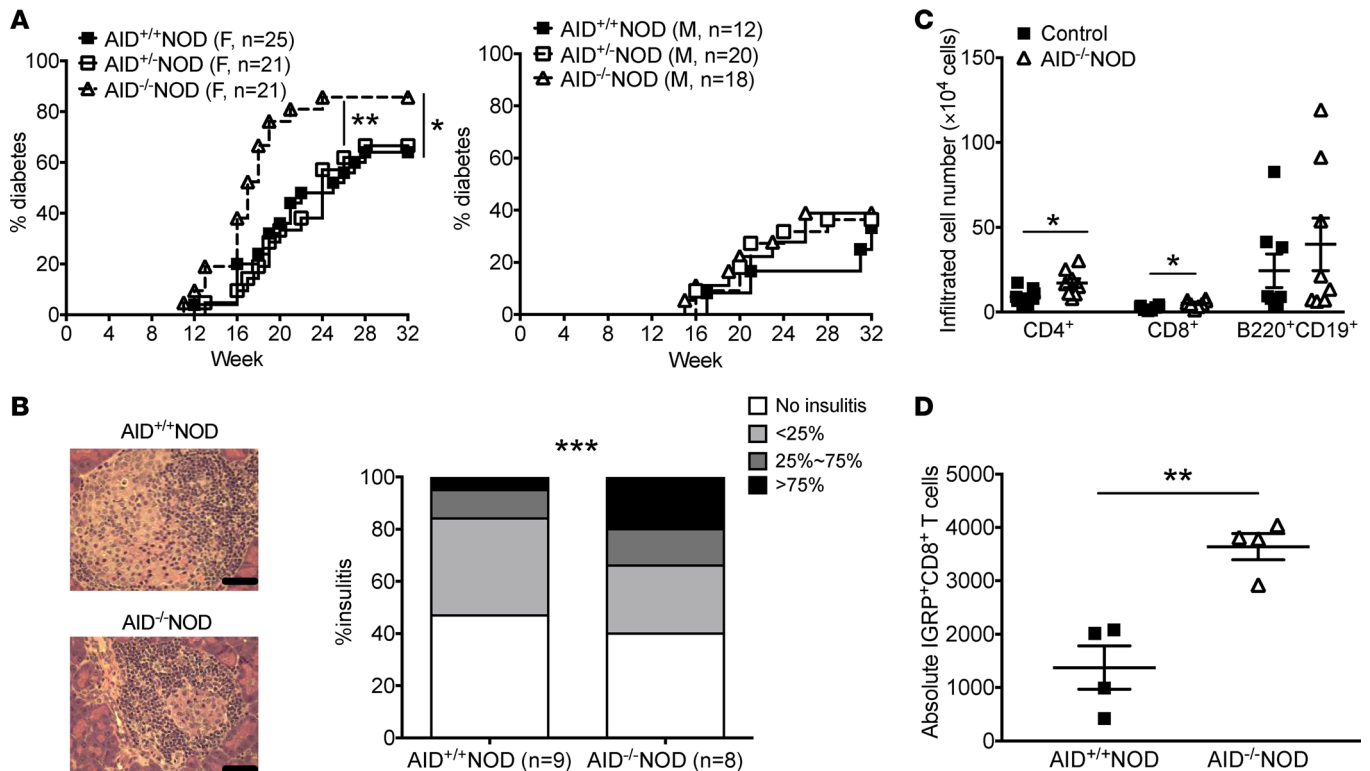 A
AID+/+NOD (F, n=25)
AID+/-NOD (F, n=21)
AID-/-NOD (F, n=21)
% diabetes
100
80
60
40
20
0
**
*
0 4 8 12 16 20 24 28 32
Week
AID+/+NOD (M, n=12)
AID+/-NOD (M, n=20)
AID-/-NOD (M, n=18)
% diabetes
100
80
60
40
20
0
0 4 8 12 16 20 24 28 32
Week
C
Control
AID-/-NOD
Infiltrated cell number (×10⁴ cells)
150
100
50
0
*
*
CD4+ CD8+ B220+CD19+
B
AID+/+NOD
AID-/-NOD
No insulitis
<25%
25%~75%
>75%
***
%insulitis
100
80
60
40
20
0
AID+/+NOD (n=9) AID-/-NOD (n=8)
D
Absolute IGRP+CD8+ T cells
5000
4000
3000
2000
1000
0
**
AID+/+NOD AID-/-NOD